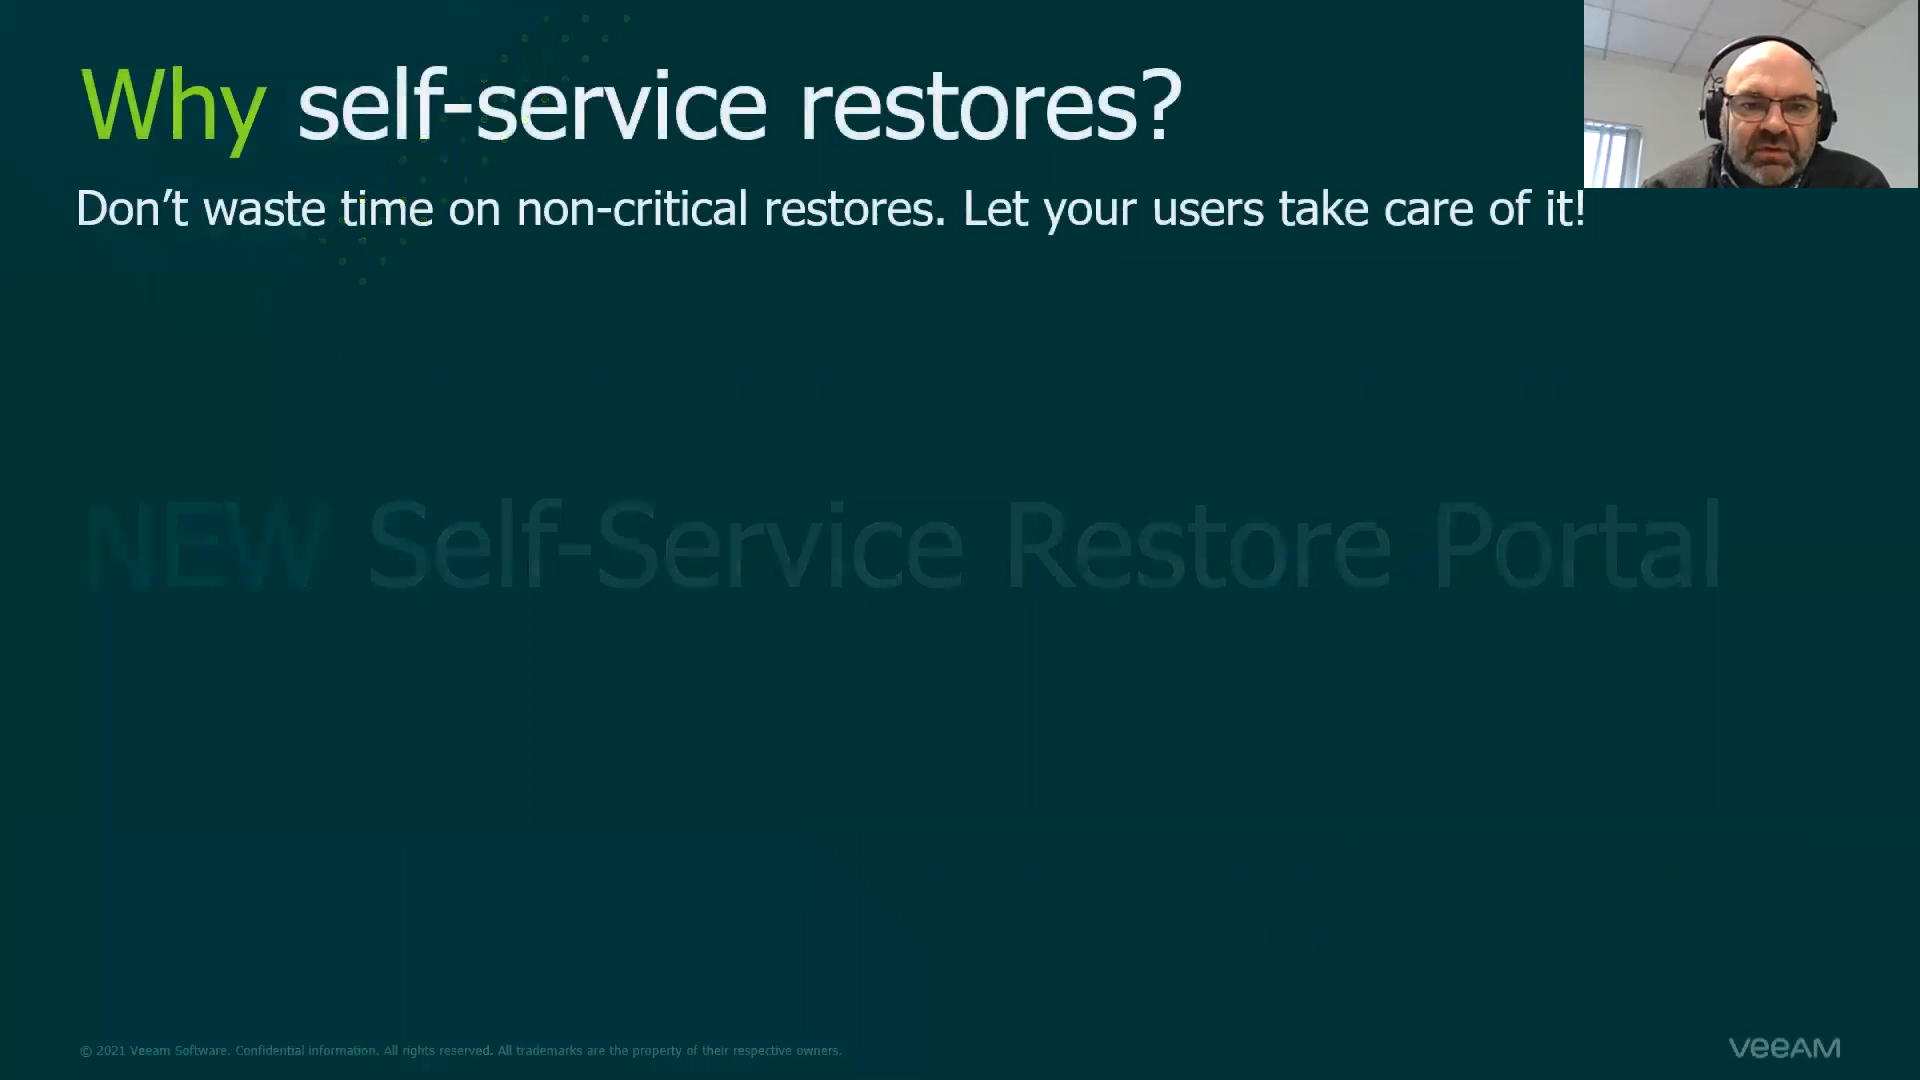 Why self-service restores?
Don’t waste time on non-critical restores. Let your users take care of it!
NEW Self-Service Restore Portal
© 2021 Veeam Software. Confidential information. All rights reserved. All trademarks are the property of their respective owners.
veeAM